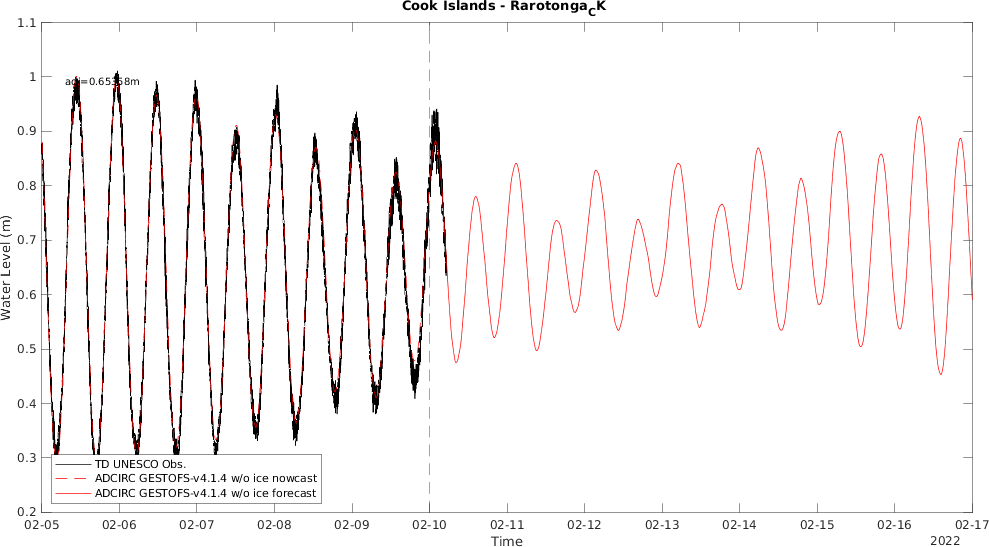 Cook Islands - Rarotonga_CK
1.1
1
0.9
0.8
0.7
0.6
0.5
0.4
0.3
0.2
Water Level (m)
adj=0.65358m
TD UNESCO Obs.
ADCIRC GESTOFS-v4.1.4 w/o ice nowcast
ADCIRC GESTOFS-v4.1.4 w/o ice forecast
02-05 02-06 02-07 02-08 02-09 02-10 02-11 02-12 02-13 02-14 02-15 02-16 02-17
Time
2022